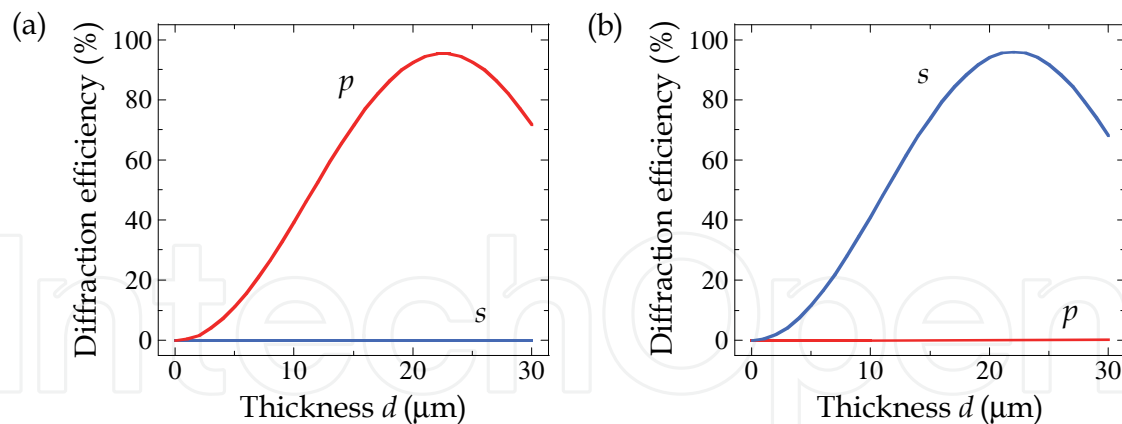 (a)
Diffraction efficiency (%)
100
80
60
40
20
0
p
s
0 10 20 30
Thickness d (μm)
(b)
Diffraction efficiency (%)
100
80
60
40
20
0
s
p
0 10 20 30
Thickness d (μm)
IntechOpen